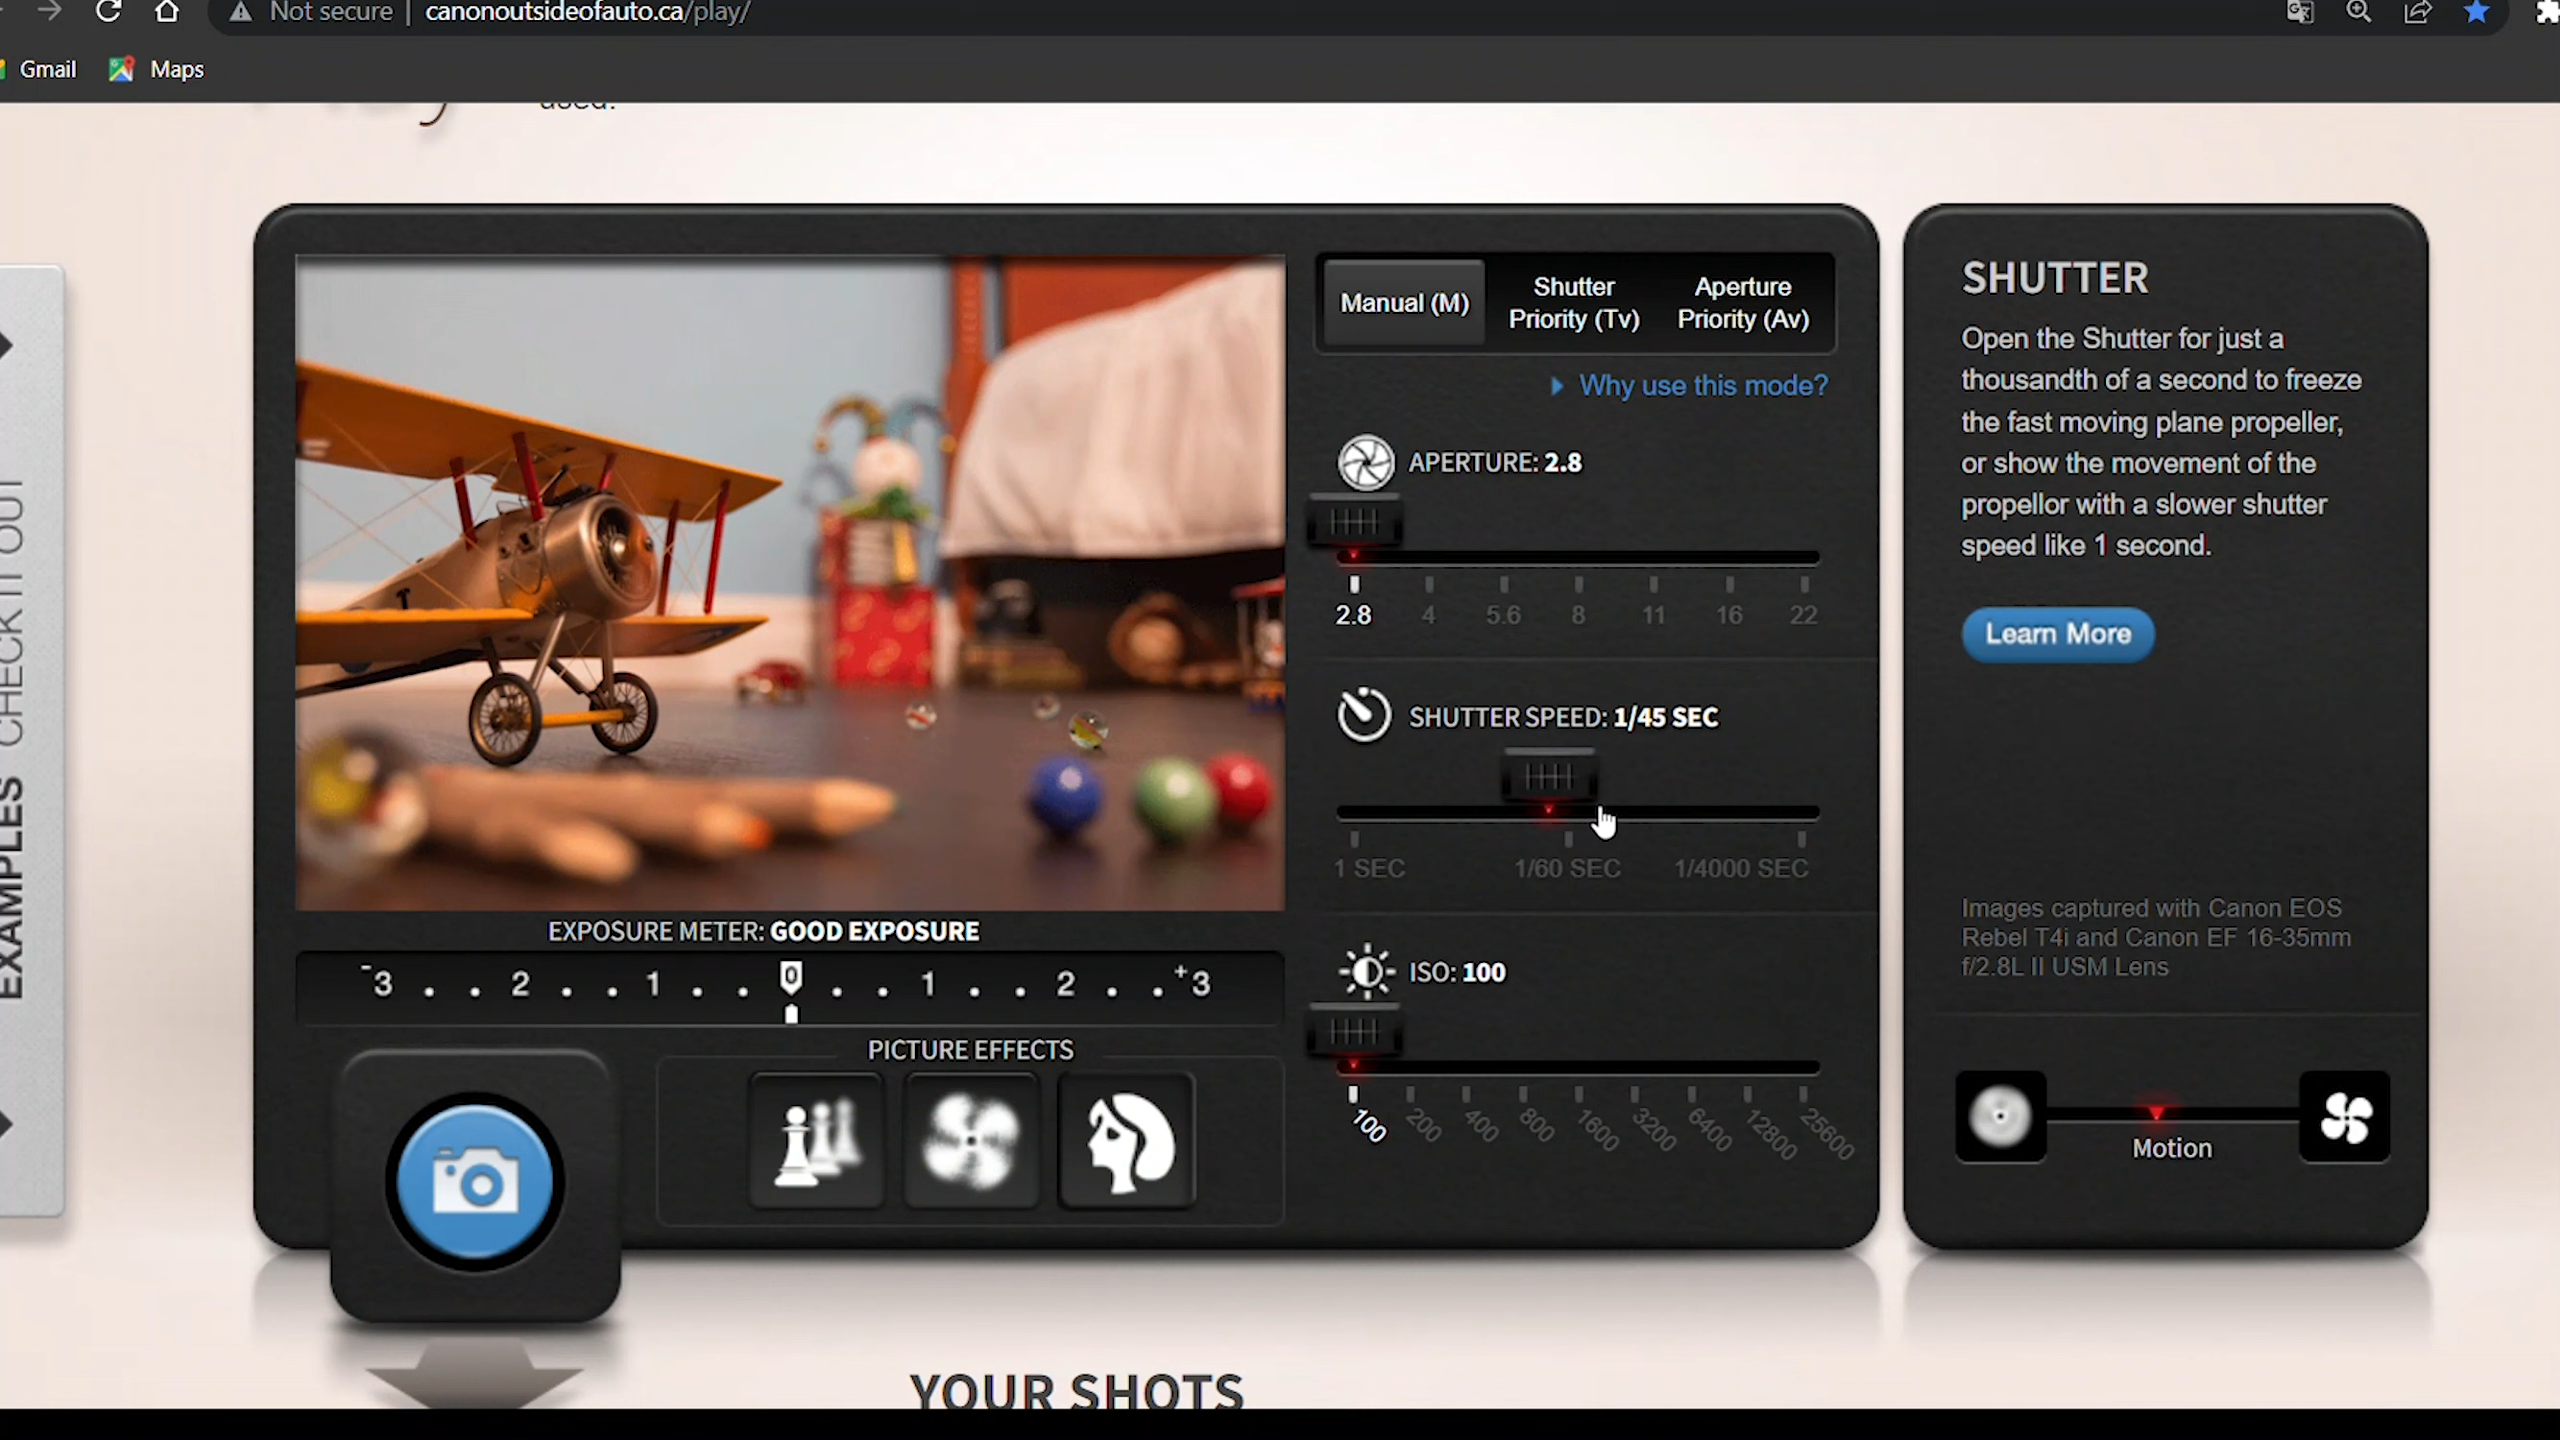 Not secure | canonoutsideofauto.ca/play/
Gmail Maps
used.
EXAMPLES CHECK IT OUT
Manual (M)
Shutter Priority (Tv)
Aperture Priority (Av)
Why use this mode?
APERTURE: 2.8
2.8 4 5.6 8 11 16 22
SHUTTER SPEED: 1/45 SEC
1 SEC 1/60 SEC 1/4000 SEC
ISO: 100
100 200 400 800 1600 3200 6400 12800 25600
EXPOSURE METER: GOOD EXPOSURE
-3 . . 2 . . 1 . . 0 . . 1 . . 2 . . +3
PICTURE EFFECTS
SHUTTER
Open the Shutter for just a
thousandth of a second to freeze
the fast moving plane propeller,
or show the movement of the
propellor with a slower shutter
speed like 1 second.
Learn More
Images captured with Canon EOS
Rebel T4i and Canon EF 16-35mm
f/2.8L II USM Lens
Motion
YOUR SHOTS